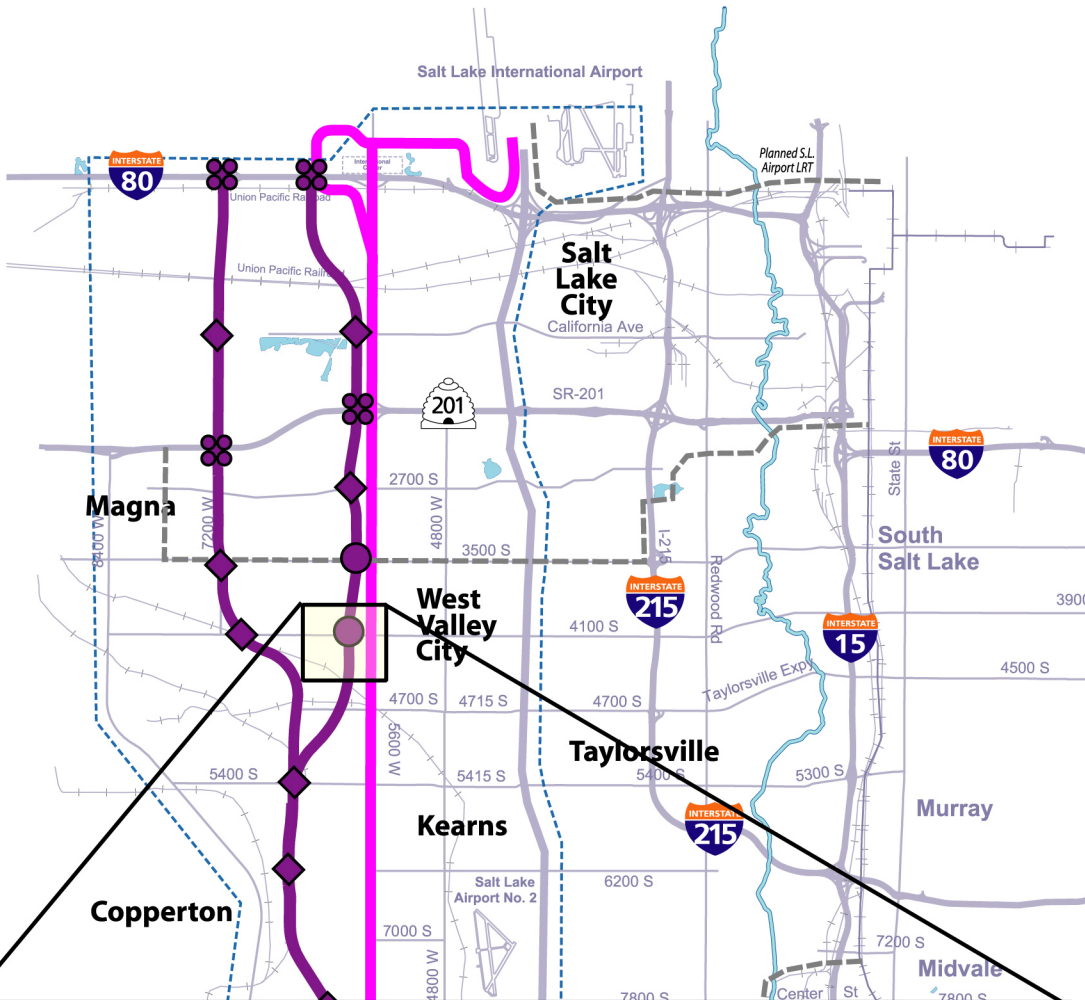 Salt Lake International Airport
Planned S.L.
Airport LRT
International
Center
INTERSTATE
80
Union Pacific Railroad
Union Pacific Railroad
Salt
Lake
City
California Ave
201
SR-201
INTERSTATE
80
State St
2700 S
Magna
8400 W
7200 W
4800 W
3500 S
I-215
Redwood Rd
South
Salt Lake
INTERSTATE
215
West
Valley
City
4100 S
3900
INTERSTATE
15
4500 S
Taylorsville Expy
4700 S
4715 S
4700 S
5600 W
Taylorsville
5400 S
5415 S
5400 S
5300 S
Kearns
INTERSTATE
215
Murray
6200 S
Salt Lake
Airport No. 2
Copperton
7000 S
7200 S
4800 W
Midvale
7800 S
Center St
7800 S